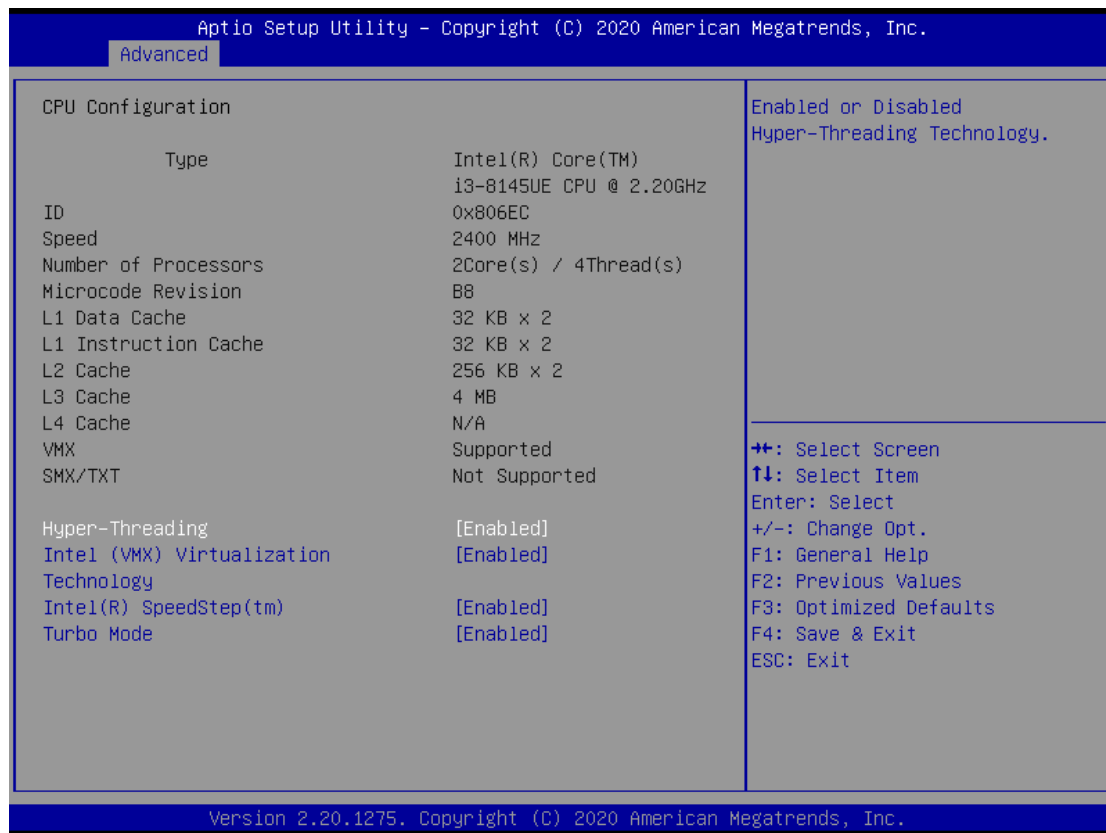 Aptio Setup Utility – Copyright (C) 2020 American Megatrends, Inc.
Advanced
CPU Configuration
Type Intel(R) Core(TM)
i3-8145UE CPU @ 2.20GHz
ID 0x806EC
Speed 2400 MHz
Number of Processors 2Core(s) / 4Thread(s)
Microcode Revision B8
L1 Data Cache 32 KB x 2
L1 Instruction Cache 32 KB x 2
L2 Cache 256 KB x 2
L3 Cache 4 MB
L4 Cache N/A
VMX Supported
SMX/TXT Not Supported
Hyper-Threading [Enabled]
Intel (VMX) Virtualization [Enabled]
Technology
Intel(R) SpeedStep(tm) [Enabled]
Turbo Mode [Enabled]
Enabled or Disabled
Hyper-Threading Technology.
→←: Select Screen
↑↓: Select Item
Enter: Select
+/-: Change Opt.
F1: General Help
F2: Previous Values
F3: Optimized Defaults
F4: Save & Exit
ESC: Exit
Version 2.20.1275. Copyright (C) 2020 American Megatrends, Inc.